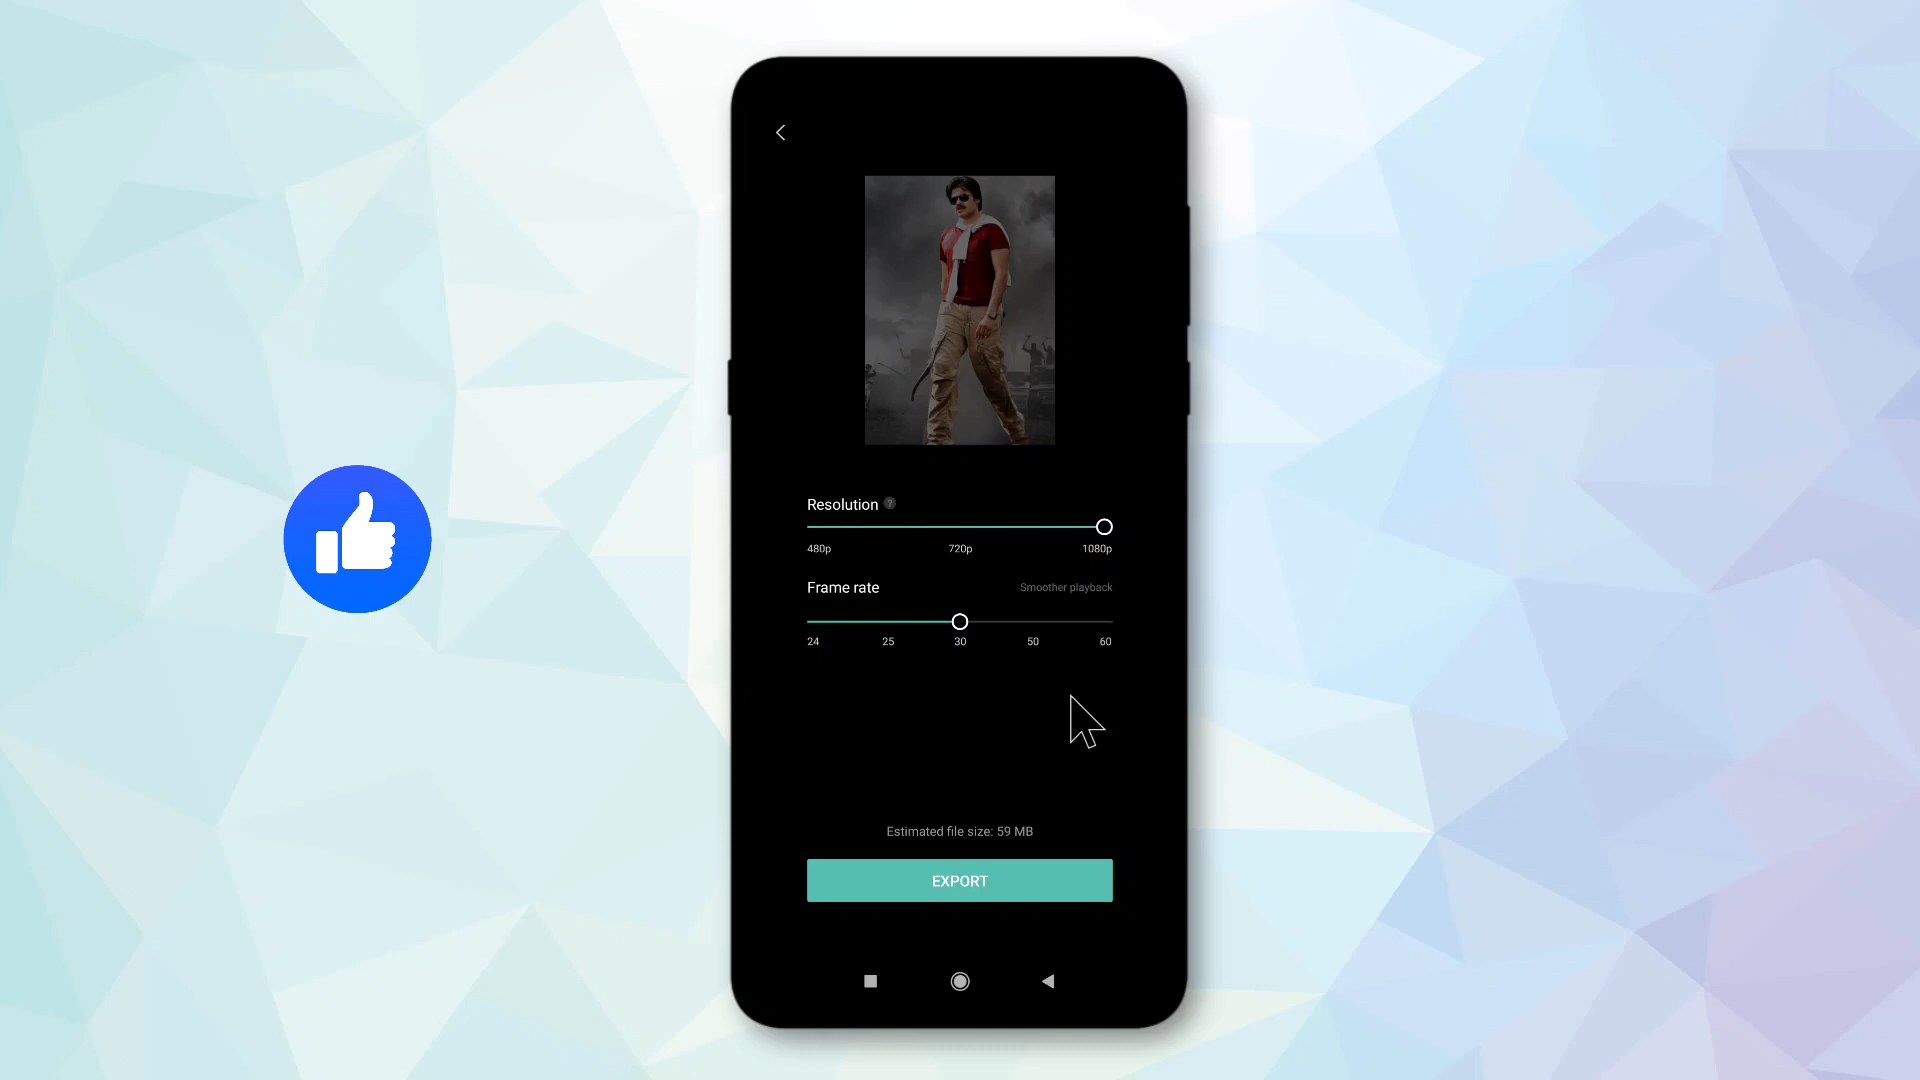 Resolution ?
480p 720p 1080p
Frame rate Smoother playback
24 25 30 50 60
Estimated file size: 59 MB
EXPORT